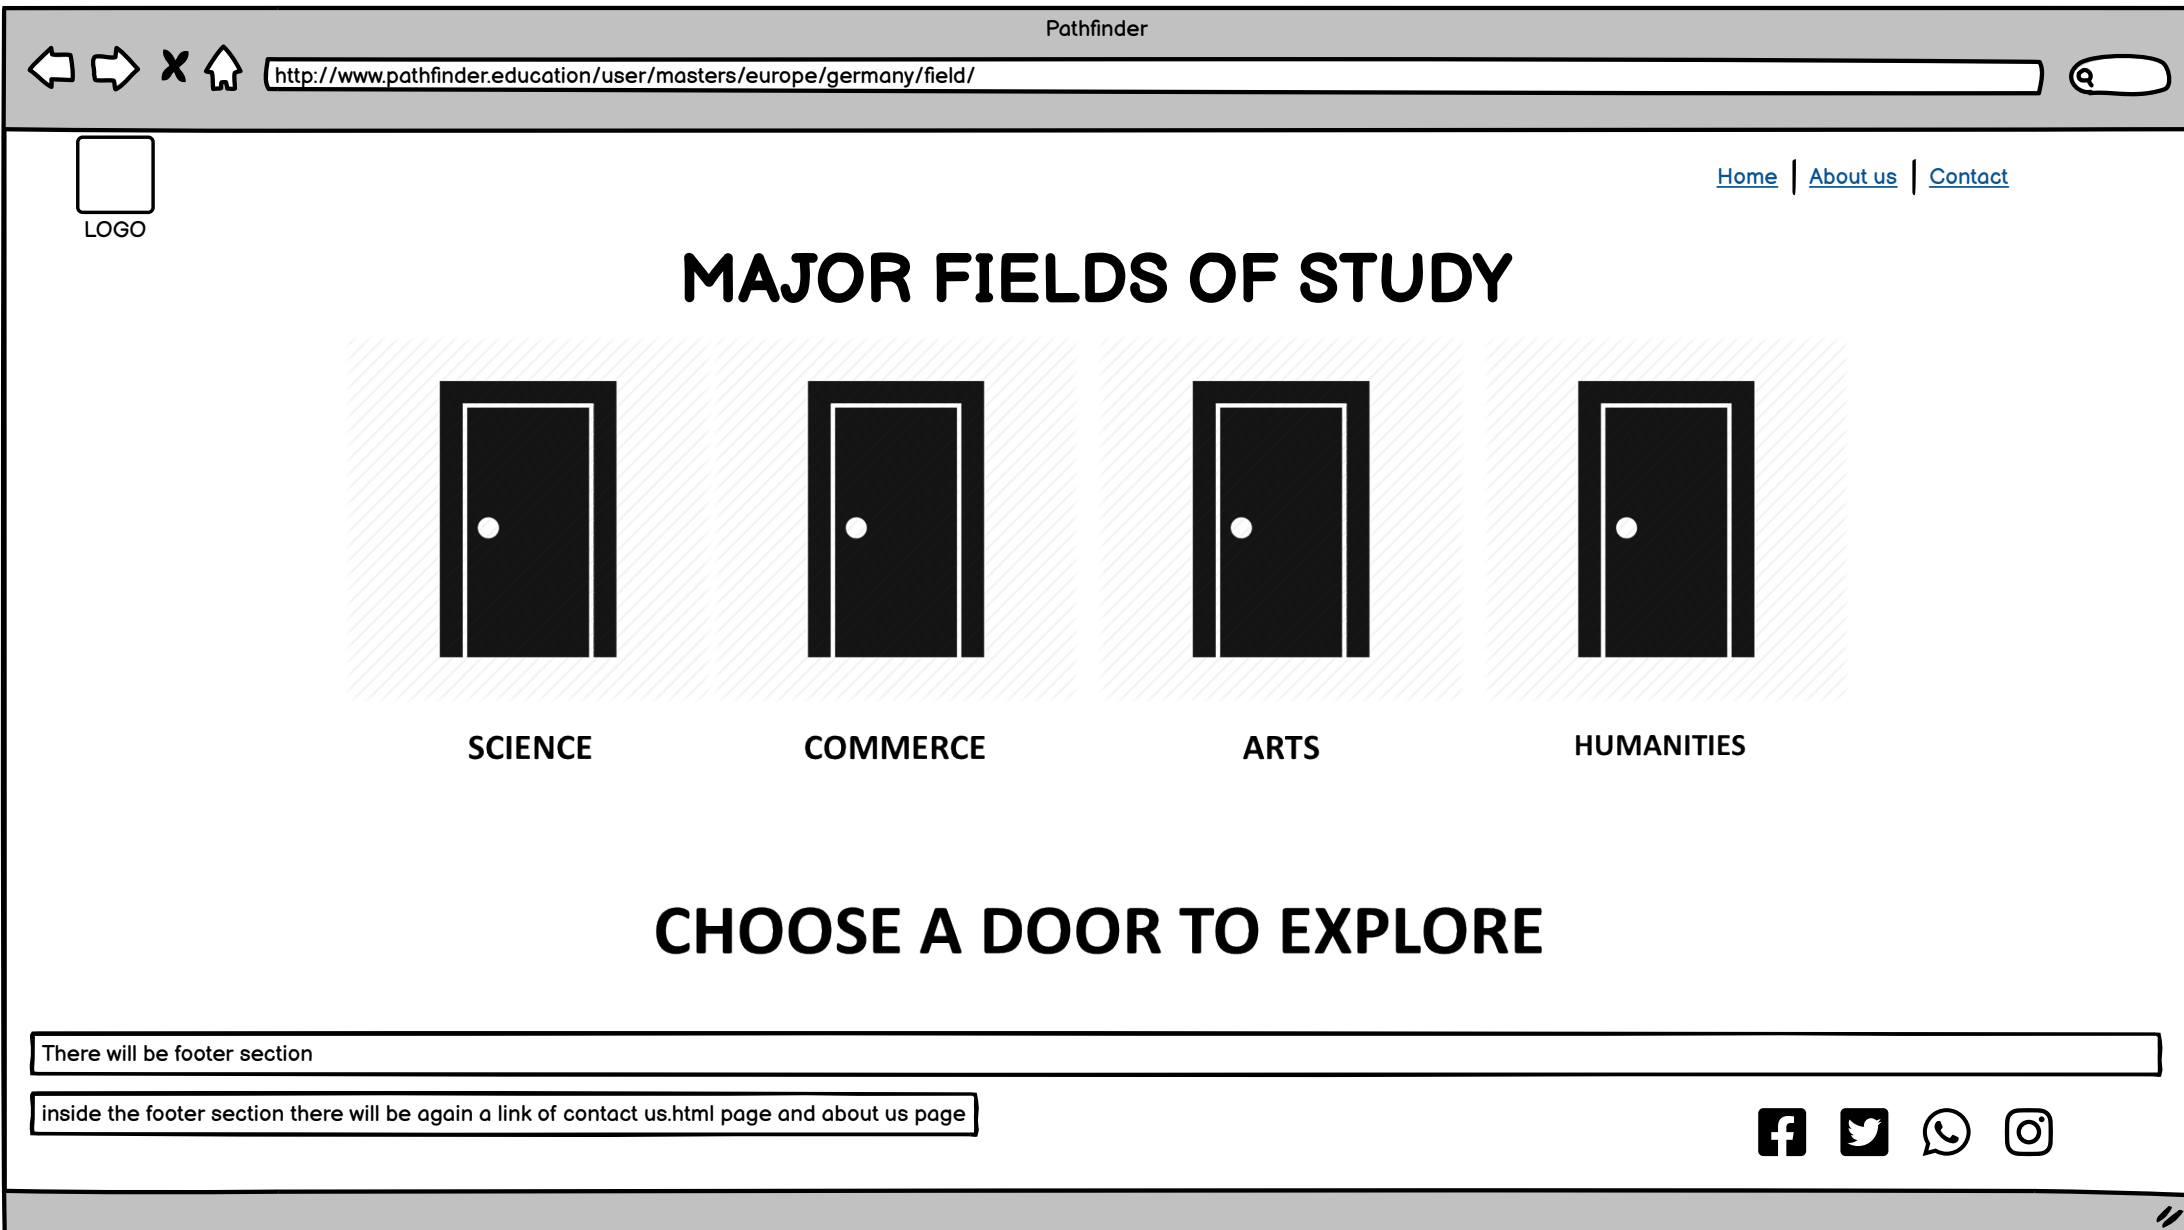 Pathfinder
http://www.pathfinder.education/user/masters/europe/germany/field/
Home | About us | Contact
LOGO
MAJOR FIELDS OF STUDY
SCIENCE COMMERCE ARTS HUMANITIES
CHOOSE A DOOR TO EXPLORE
There will be footer section
inside the footer section there will be again a link of contact us.html page and about us page